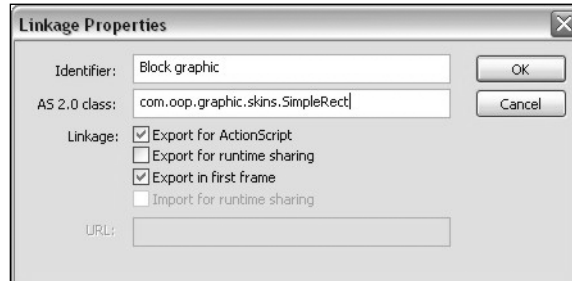 Linkage Properties
Identifier: Block graphic OK
AS 2.0 class: com.oop.graphic.skins.SimpleRect Cancel
Linkage: Export for ActionScript
Export for runtime sharing
Export in first frame
Import for runtime sharing
URL: